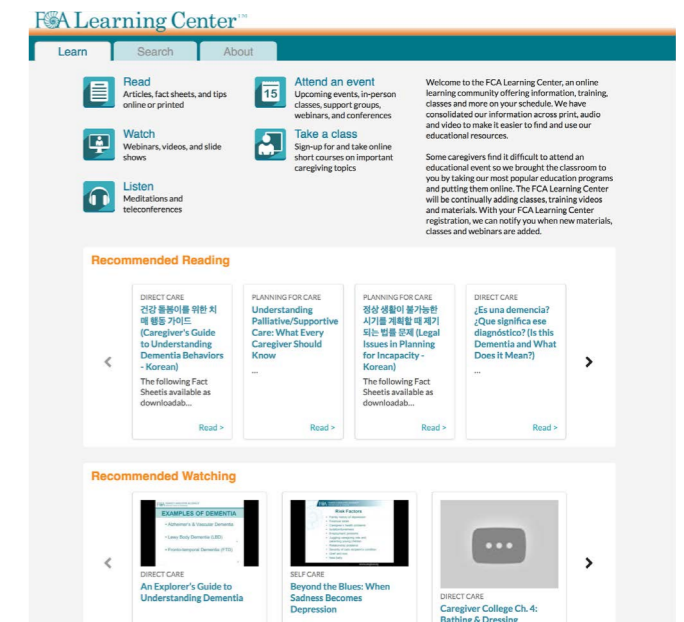 FCA Learning Center™
Learn
Search
About
Read
Articles, fact sheets, and tips
online or printed
Watch
Webinars, videos, and slide
shows
Listen
Meditations and
teleconferences
15
Attend an event
Upcoming events, in-person
classes, support groups,
webinars, and conferences
Take a class
Sign-up for and take online
short courses on important
caregiving topics
Welcome to the FCA Learning Center, an online
learning community offering information, training,
classes and more on your schedule. We have
consolidated our information across print, audio
and video to make it easier to find and use our
educational resources.
Some caregivers find it difficult to attend an
educational event so we brought the classroom to
you by taking our most popular education programs
and putting them online. The FCA Learning Center
will be continually adding classes, training videos
and materials. With your FCA Learning Center
registration, we can notify you when new materials,
classes and webinars are added.
Recommended Reading
DIRECT CARE
건강 돌봄이를 위한 치
매 행동 가이드
(Caregiver's Guide
to Understanding
Dementia Behaviors
- Korean)
The following Fact
Sheetis available as
downloadab...
Read >
PLANNING FOR CARE
Understanding
Palliative/Supportive
Care: What Every
Caregiver Should
Know
...
Read >
PLANNING FOR CARE
정상 생활이 불가능한
시기를 계획할 때 제기
되는 법률 문제 (Legal
Issues in Planning
for Incapacity -
Korean)
The following Fact
Sheetis available as
downloadab...
Read >
DIRECT CARE
¿Es una demencia?
¿Que significa ese
diagnóstico? (Is this
Dementia and What
Does it Mean?)
...
Read >
Recommended Watching
EXAMPLES OF DEMENTIA
• Alzheimer's & Vascular Dementia
• Lewy Body Dementia (LBD)
• Frontotemporal Dementia (FTD)
DIRECT CARE
An Explorer's Guide to
Understanding Dementia
Risk Factors
SELF CARE
Beyond the Blues: When
Sadness Becomes
Depression
DIRECT CARE
Caregiver College Ch. 4:
Bathing & Dressing